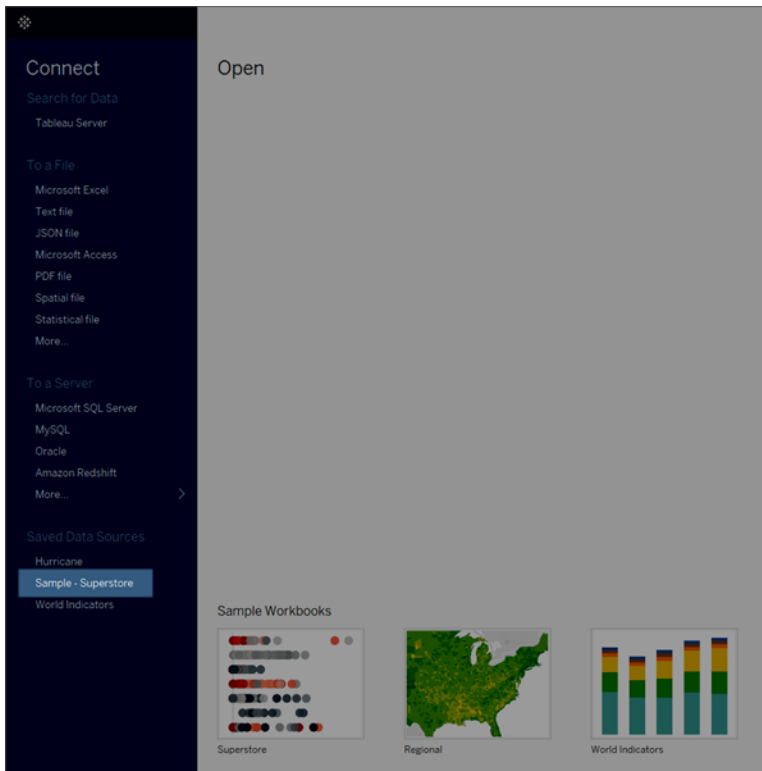 Connect
Open
Search for Data
Tableau Server
To a File
Microsoft Excel
Text file
JSON file
Microsoft Access
PDF file
Spatial file
Statistical file
More...
To a Server
Microsoft SQL Server
MySQL
Oracle
Amazon Redshift
More...
Saved Data Sources
Hurricane
Sample - Superstore
World Indicators
Sample Workbooks
Superstore
Regional
World Indicators